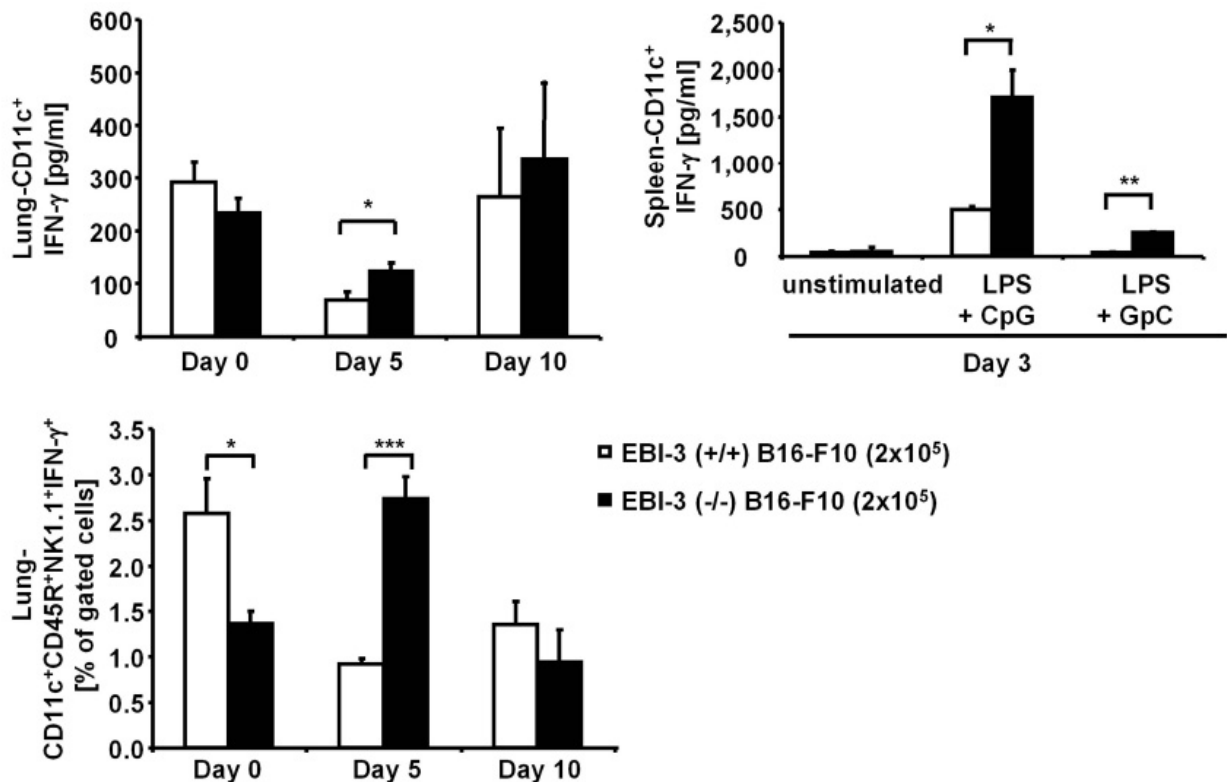 Lung-CD11c⁺
IFN-γ [pg/ml]
600
500
400
300
200
100
0
*
Day 0
Day 5
Day 10
Spleen-CD11c⁺
IFN-γ [pg/ml]
2,500
2,000
1,500
1,000
500
0
*
**
unstimulated
LPS
+ CpG
LPS
+ GpC
Day 3
Lung-
CD11c⁺CD45R⁺NK1.1⁺IFN-γ⁺
[% of gated cells]
3.5
3.0
2.5
2.0
1.5
1.0
0.5
0.0
*
***
Day 0
Day 5
Day 10
EBI-3 (+/+) B16-F10 (2x10⁵)
EBI-3 (-/-) B16-F10 (2x10⁵)